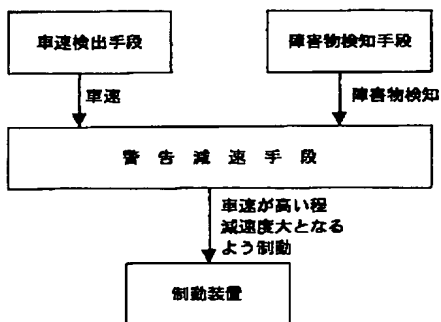 車速検出手段
障害物検知手段
車速
障害物検知
警告減速手段
車速が高い程
減速度大となる
よう制動
制動装置